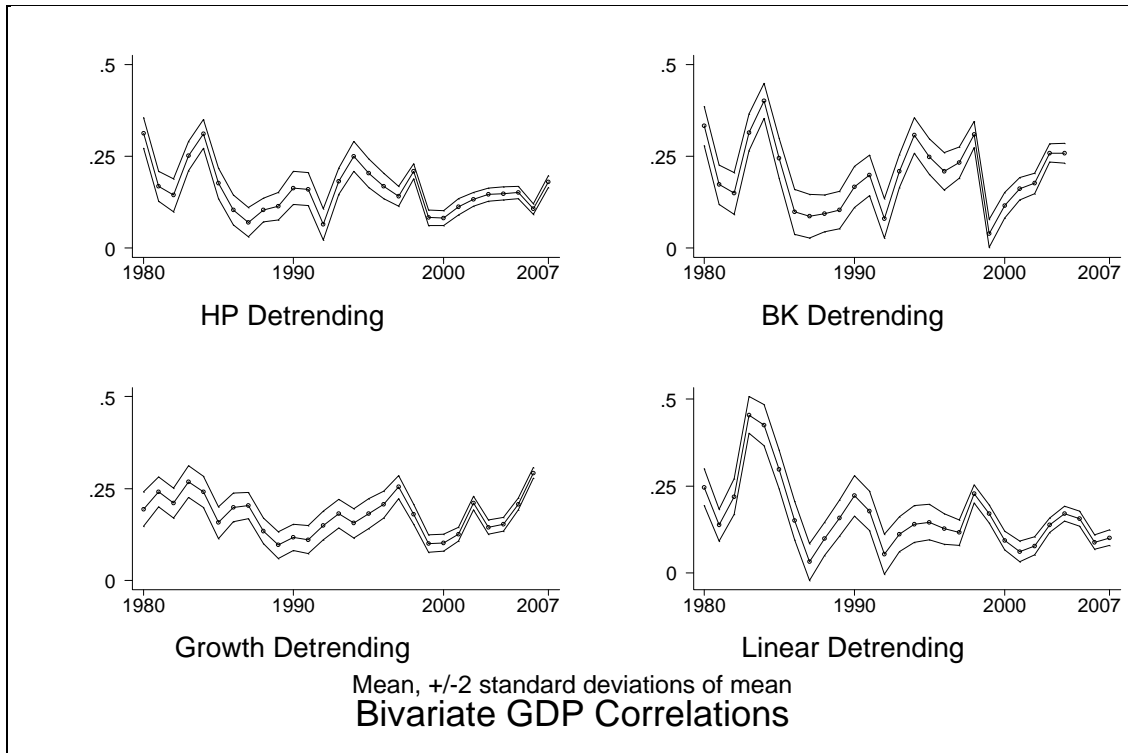 .5
.25
0
1980 1990 2000 2007
HP Detrending
.5
.25
0
1980 1990 2000 2007
BK Detrending
.5
.25
0
1980 1990 2000 2007
Growth Detrending
.5
.25
0
1980 1990 2000 2007
Linear Detrending
Mean, +/-2 standard deviations of mean
Bivariate GDP Correlations